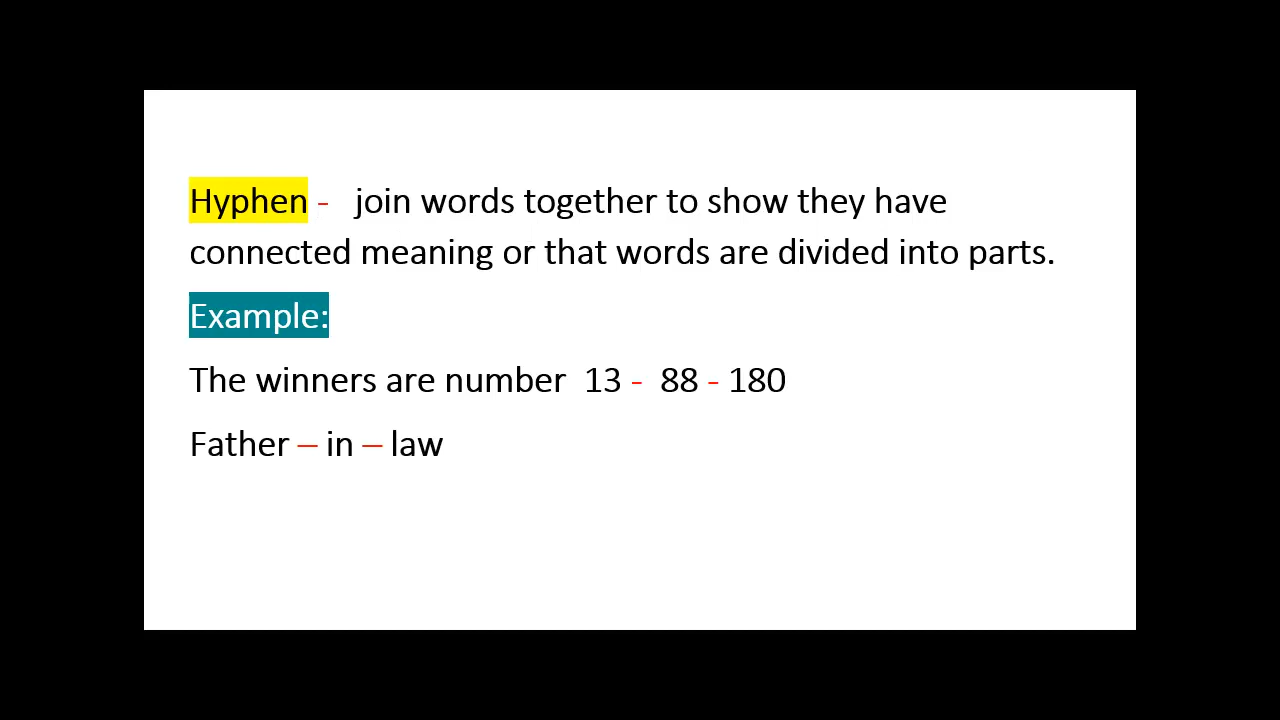 Hyphen -   join words together to show they have
connected meaning or that words are divided into parts.
Example:
The winners are number  13 -  88 - 180
Father – in – law